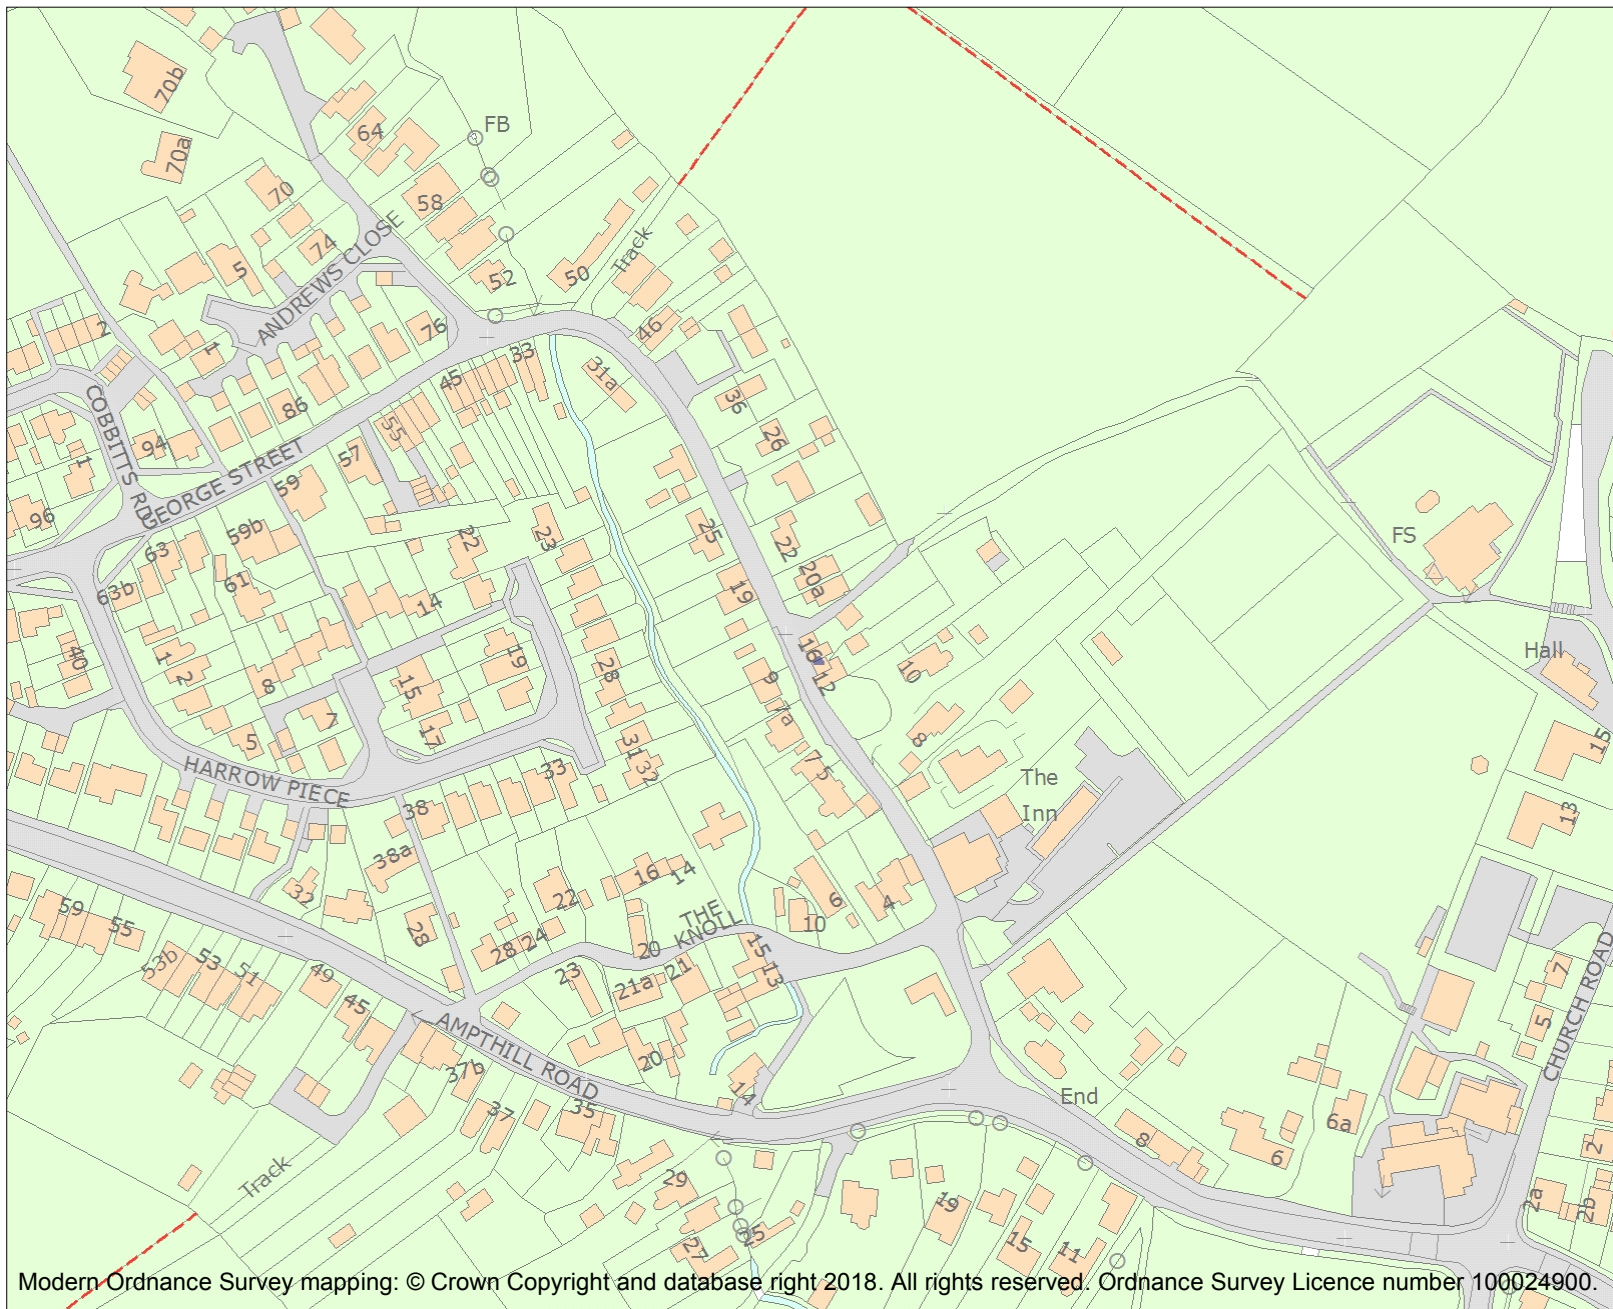 70b
FB
64
70a
70
58
74
ANDREWS CLOSE
5
Track
50
52
2
1
76
46
33
31a
45
36
86
COBBITTS RD
94
55
26
57
1
GEORGE STREET
59
96
FS
59b
22
23
25
22
63
20a
61
63b
14
19
40
1
2
8
15
19
28
16
12
10
9
7a
Hall
7
5
17
31
32
8
15
HARROW PIECE
33
7
5
The
Inn
38
13
38a
16
14
32
22
6
4
59
55
28
THE
KNOLL
10
28
24
20
15
13
53b
53
51
49
23
21a
21
7
45
5
CHURCH ROAD
AMPTHILL ROAD
20
37b
14
End
37
35
8
6a
6
2
Track
29
19
2a
2b
25
27
15
11
Modern Ordnance Survey mapping: © Crown Copyright and database right 2018. All rights reserved. Ordnance Survey Licence number 100024900.